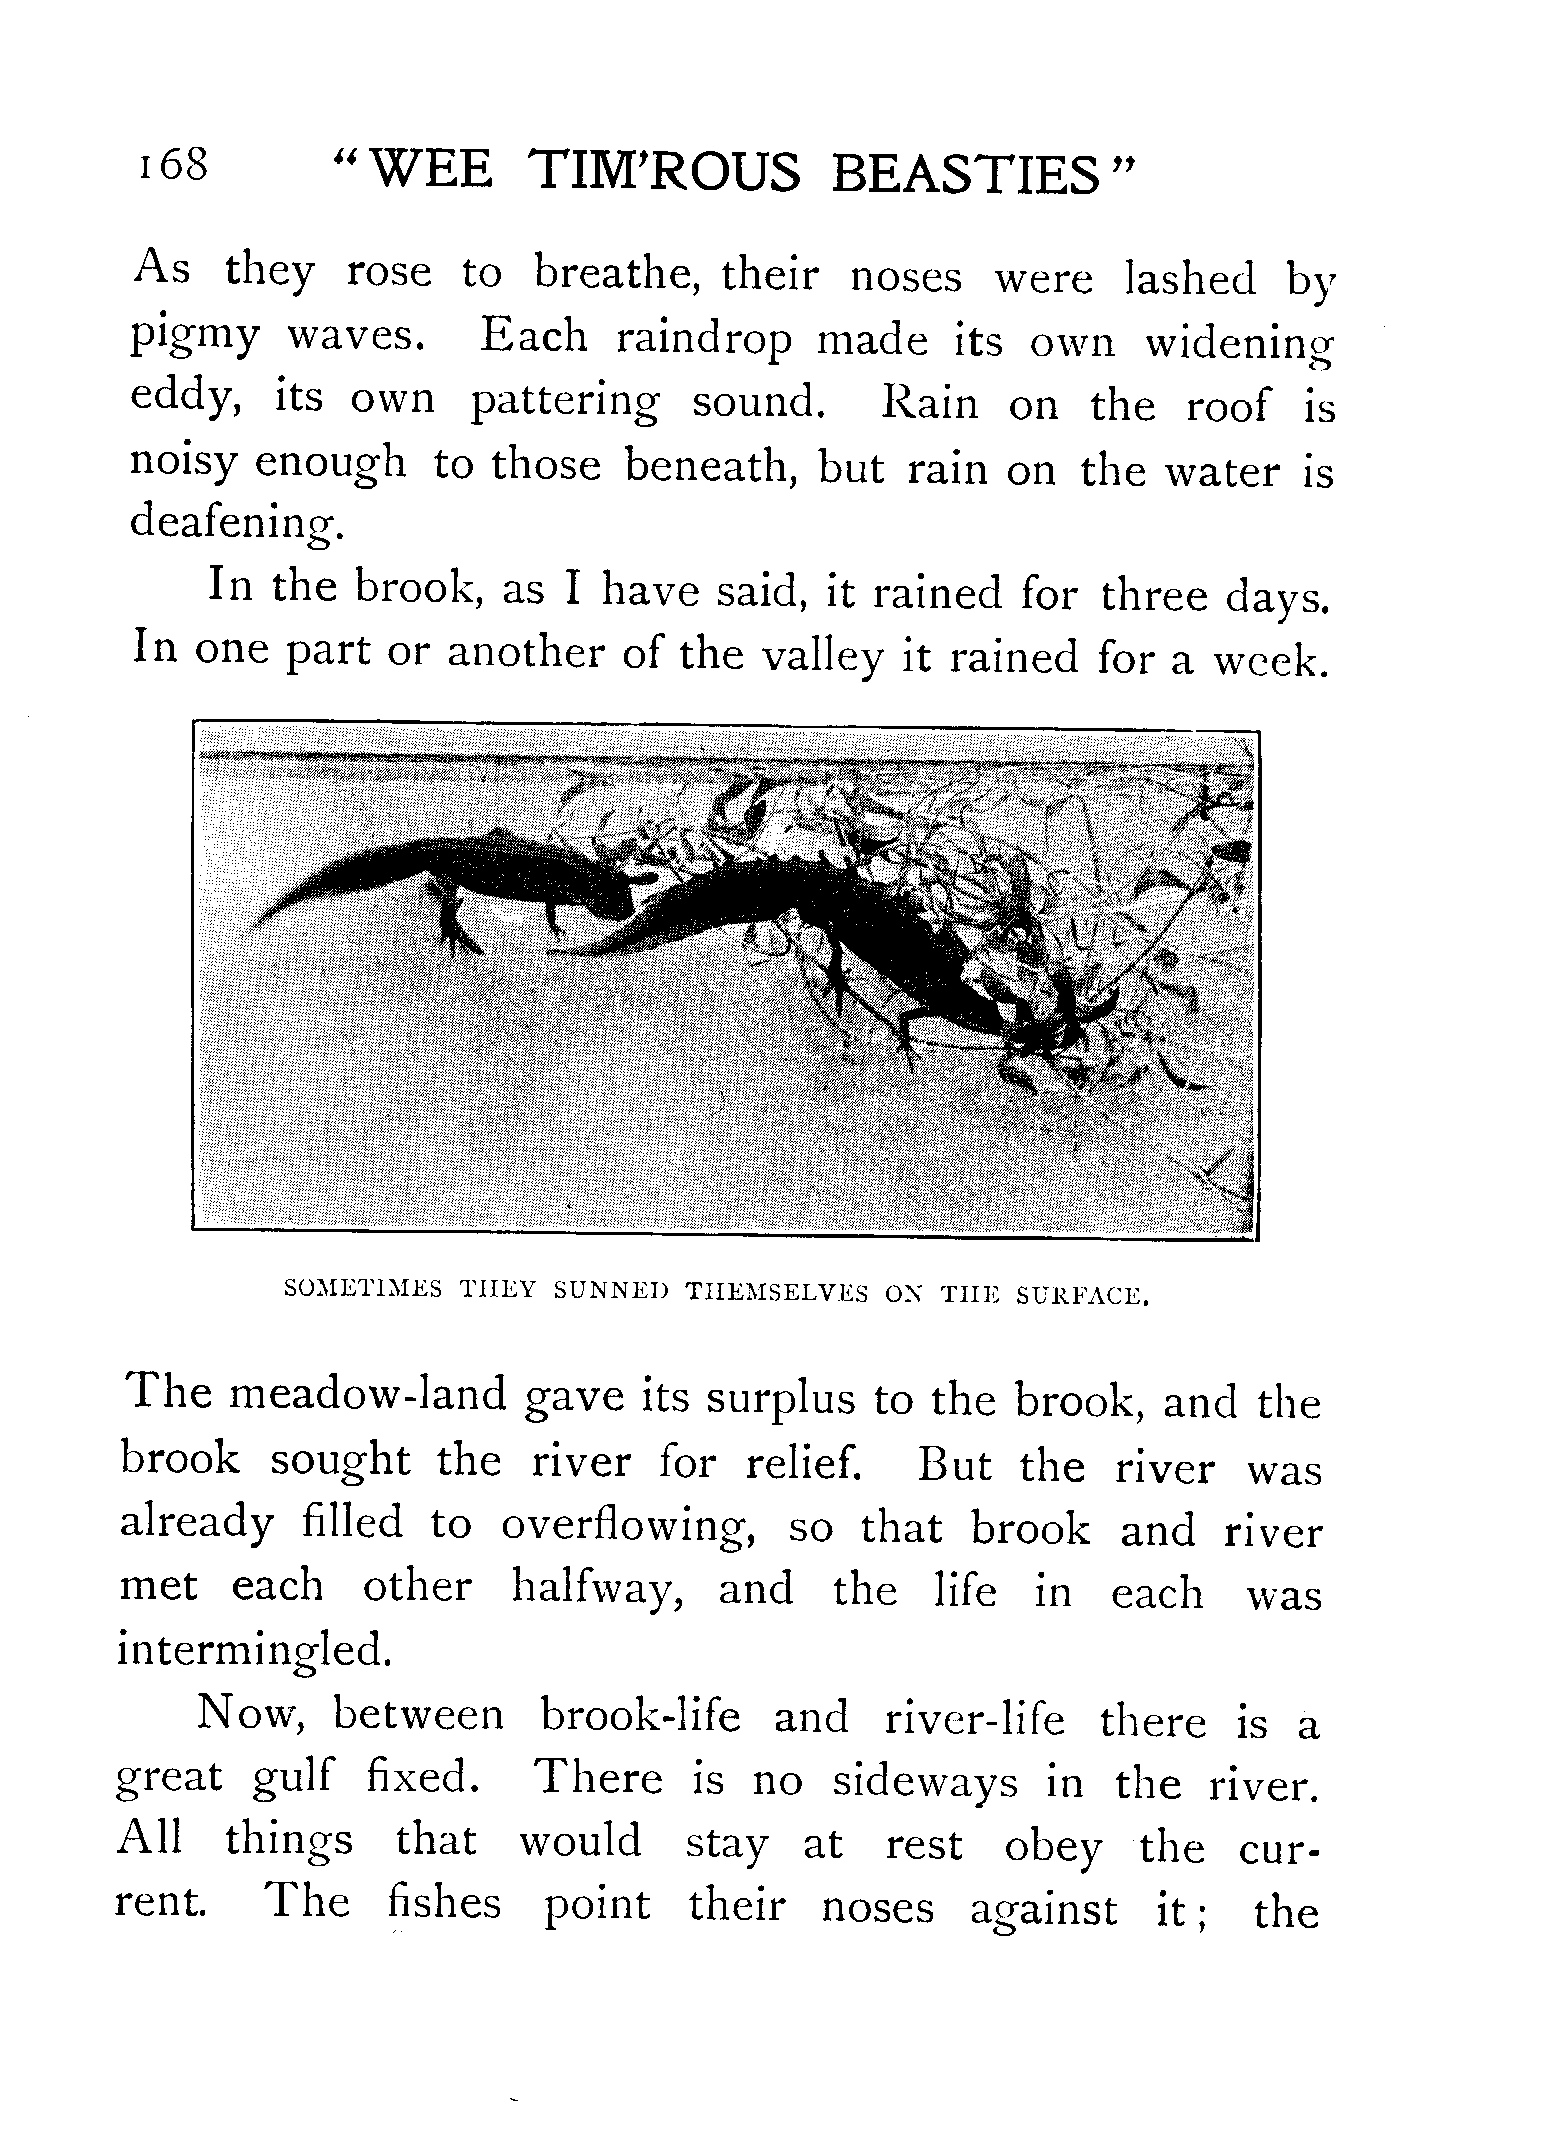 168 “WEE TIM'ROUS BEASTIES”
As they rose to breathe, their noses were lashed by
pigmy waves. Each raindrop made its own widening
eddy, its own pattering sound. Rain on the roof is
noisy enough to those beneath, but rain on the water is
deafening.
In the brook, as I have said, it rained for three days.
In one part or another of the valley it rained for a week.
SOMETIMES THEY SUNNED THEMSELVES ON THE SURFACE.
The meadow-land gave its surplus to the brook, and the
brook sought the river for relief. But the river was
already filled to overflowing, so that brook and river
met each other halfway, and the life in each was
intermingled.
Now, between brook-life and river-life there is a
great gulf fixed. There is no sideways in the river.
All things that would stay at rest obey the cur-
rent. The fishes point their noses against it; the